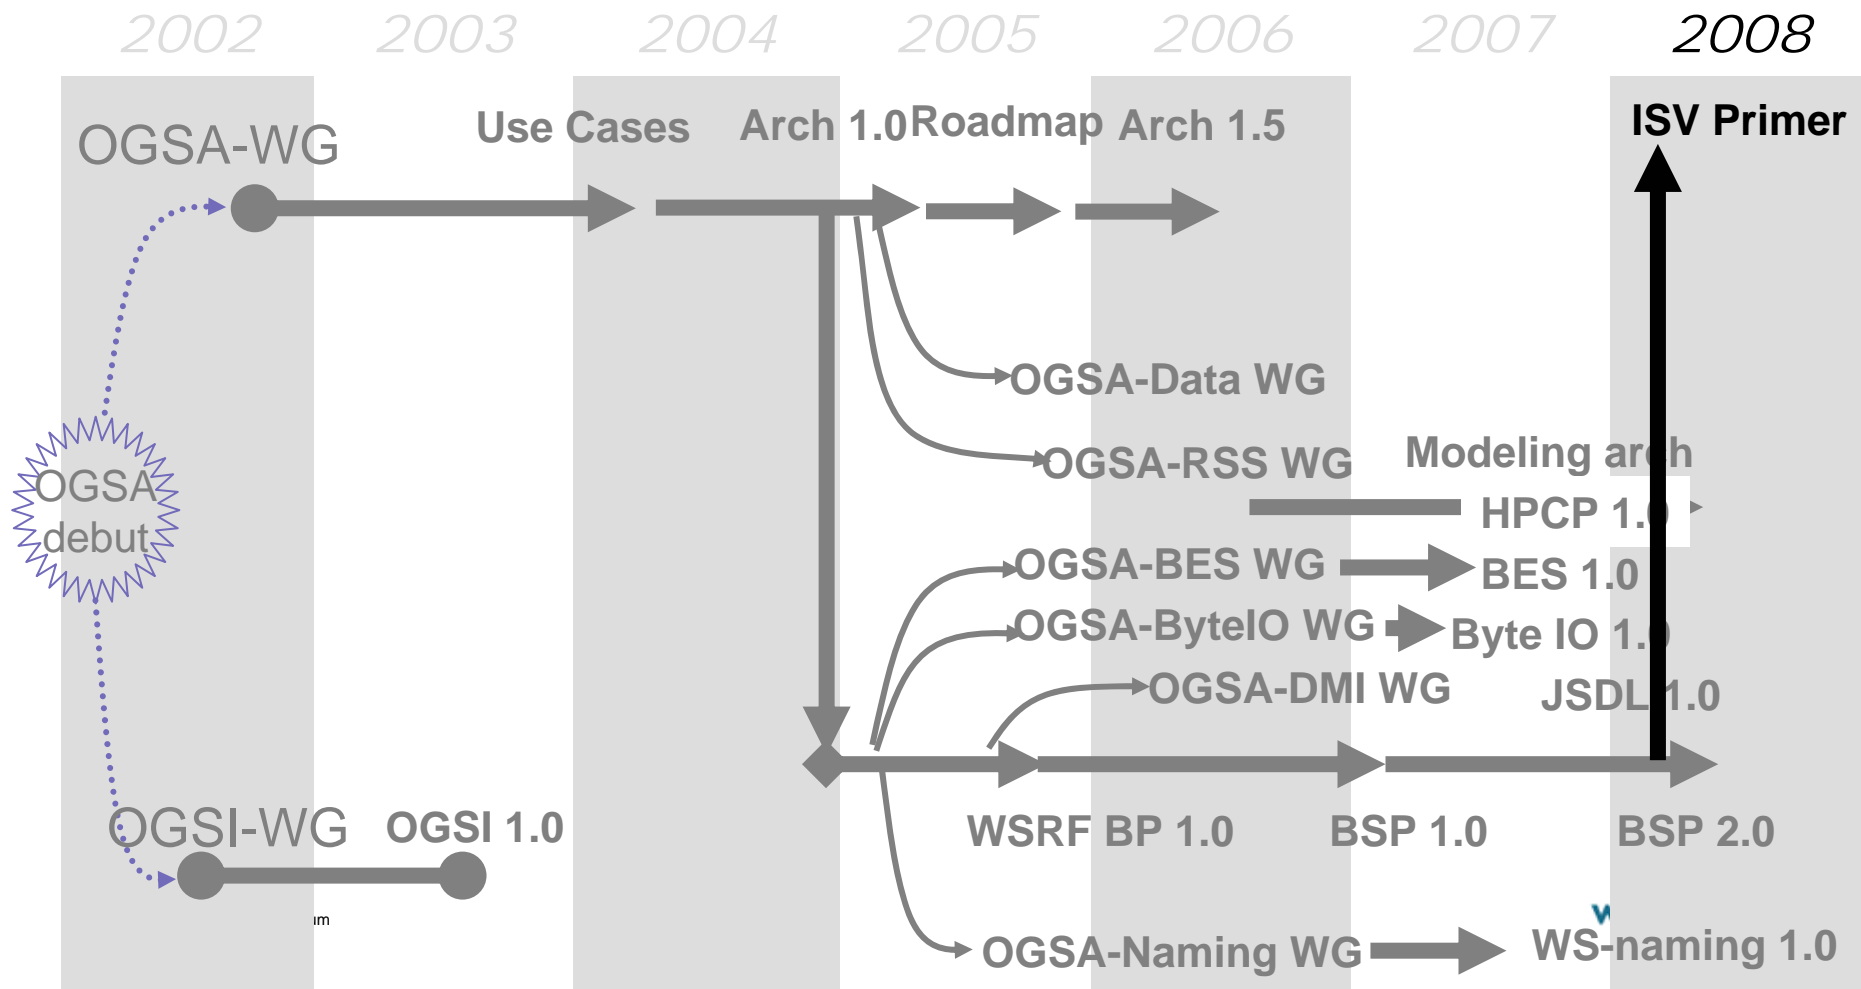 2002 2003 2004 2005 2006 2007 2008
OGSA-WG Use Cases Arch 1.0 Roadmap Arch 1.5 ISV Primer
OGSA-Data WG
OGSA-RSS WG Modeling arch
OGSA
debut
HPCP 1.0
OGSA-BES WG BES 1.0
OGSA-ByteIO WG Byte IO 1.0
OGSA-DMI WG JSDL 1.0
OGSI-WG OGSI 1.0 WSRF BP 1.0 BSP 1.0 BSP 2.0
OGSA-Naming WG WS-naming 1.0